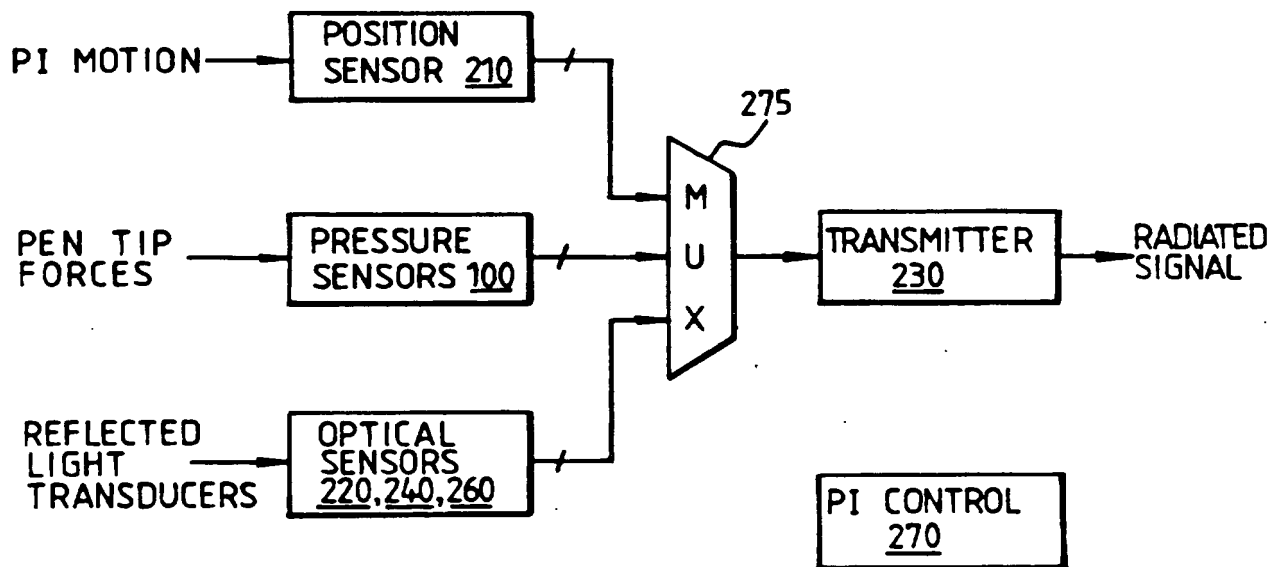 PI MOTION
POSITION
SENSOR 210
275
PEN TIP
FORCES
PRESSURE
SENSORS 100
M
U
X
TRANSMITTER
230
RADIATED
SIGNAL
REFLECTED
LIGHT
TRANSDUCERS
OPTICAL
SENSORS
220, 240, 260
PI CONTROL
270